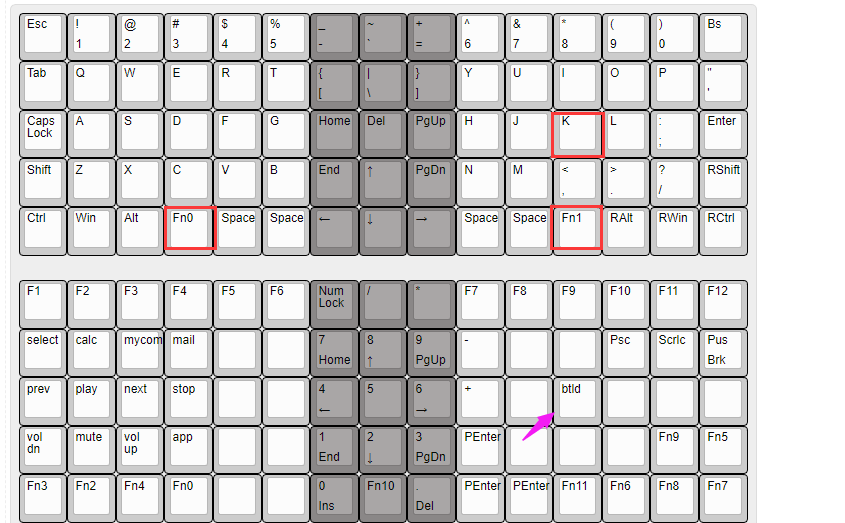 Esc ! @ # $ % _ ~ + ^ & * ( ) Bs
1 2 3 4 5 - ` = 6 7 8 9 0
Tab Q W E R T { | } Y U I O P "
[ \ ] '
Caps A S D F G Home Del PgUp H J K L : Enter
Lock ;
Shift Z X C V B End ↑ PgDn N M < > ? RShift
, . /
Ctrl Win Alt Fn0 Space Space ← ↓ → Space Space Fn1 RAlt RWin RCtrl
F1 F2 F3 F4 F5 F6 Num / * F7 F8 F9 F10 F11 F12
Lock
select calc mycom mail 7 8 9 - Psc Scrlc Pus
Home ↑ PgUp Brk
prev play next stop 4 5 6 + btld
← →
vol mute vol app 1 2 3 PEnter Fn9 Fn5
dn up End ↓ PgDn
Fn3 Fn2 Fn4 Fn0 0 Fn10 . PEnter PEnter Fn11 Fn6 Fn8 Fn7
Ins Del